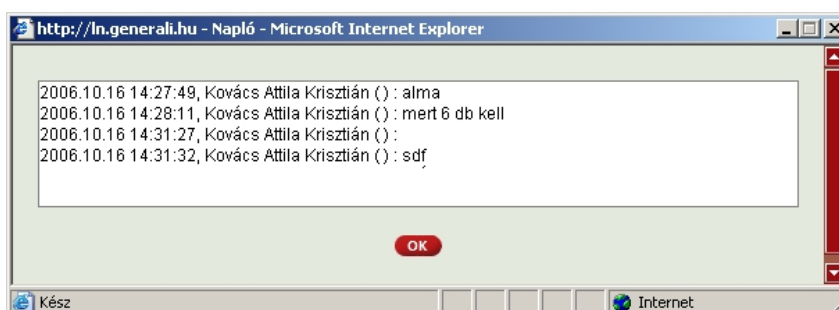 http://ln.generali.hu - Napló - Microsoft Internet Explorer
2006.10.16 14:27:49, Kovács Attila Krisztián () : alma
2006.10.16 14:28:11, Kovács Attila Krisztián () : mert 6 db kell
2006.10.16 14:31:27, Kovács Attila Krisztián () :
2006.10.16 14:31:32, Kovács Attila Krisztián () : sdf
OK
Kész Internet